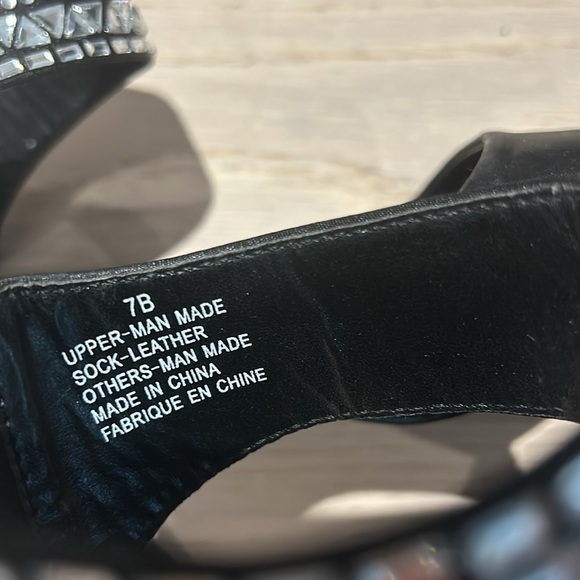 7B
UPPER-MAN MADE
SOCK-LEATHER
OTHERS-MAN MADE
MADE IN CHINA
FABRIQUE EN CHINE